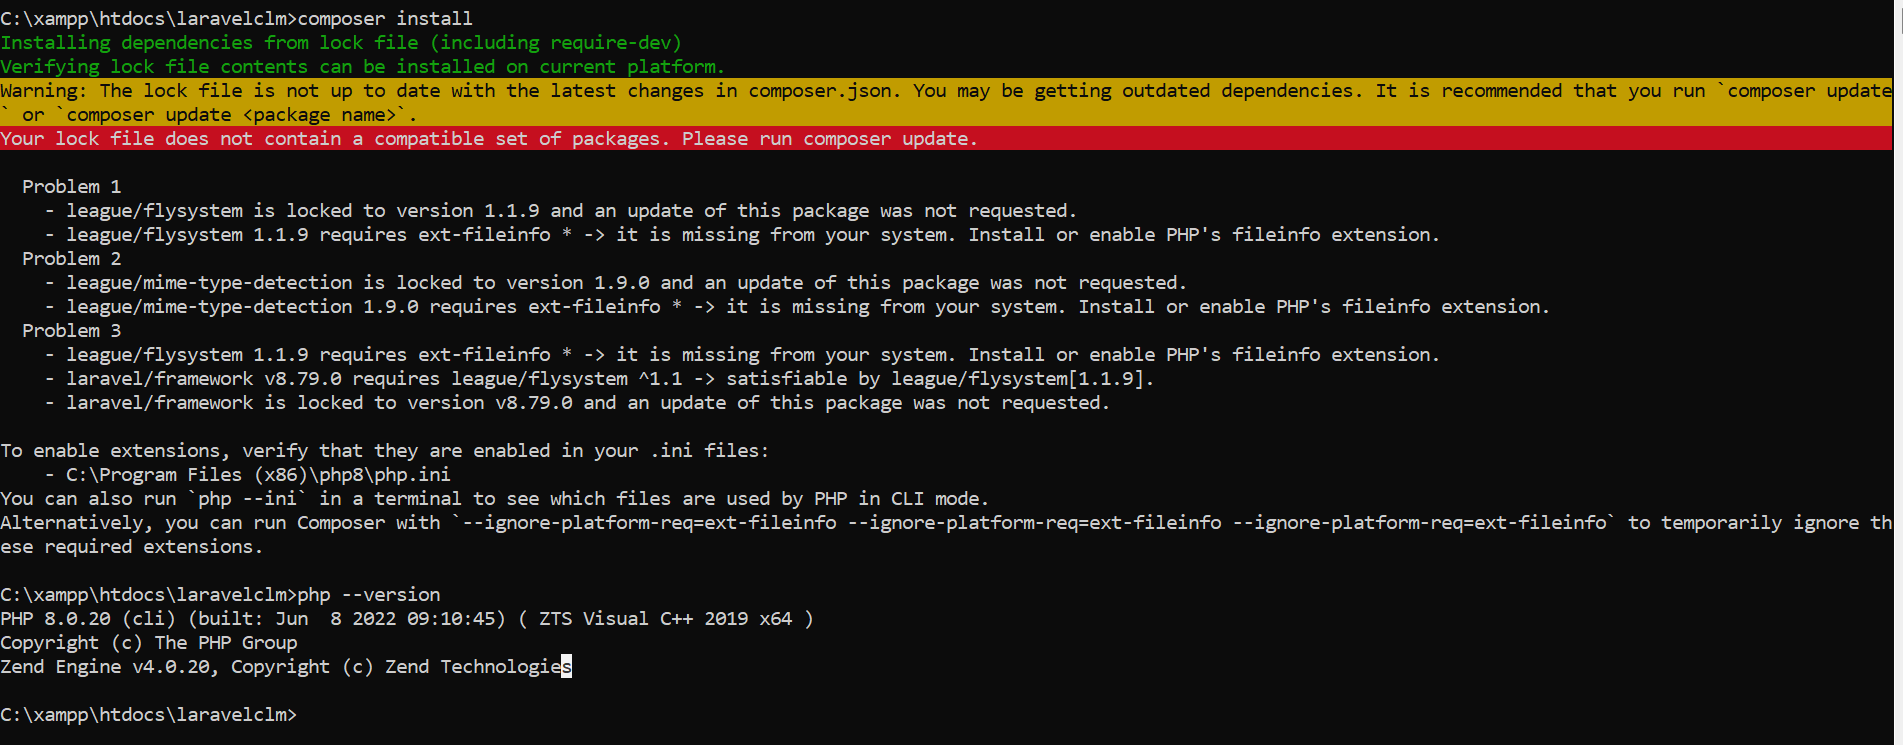 C:\xampp\htdocs\laravelclm>composer install
Installing dependencies from lock file (including require-dev)
Verifying lock file contents can be installed on current platform.
Warning: The lock file is not up to date with the latest changes in composer.json. You may be getting outdated dependencies. It is recommended that you run `composer update
` or `composer update <package name>`.
Your lock file does not contain a compatible set of packages. Please run composer update.
Problem 1
- league/flysystem is locked to version 1.1.9 and an update of this package was not requested.
- league/flysystem 1.1.9 requires ext-fileinfo * -> it is missing from your system. Install or enable PHP's fileinfo extension.
Problem 2
- league/mime-type-detection is locked to version 1.9.0 and an update of this package was not requested.
- league/mime-type-detection 1.9.0 requires ext-fileinfo * -> it is missing from your system. Install or enable PHP's fileinfo extension.
Problem 3
- league/flysystem 1.1.9 requires ext-fileinfo * -> it is missing from your system. Install or enable PHP's fileinfo extension.
- laravel/framework v8.79.0 requires league/flysystem ^1.1 -> satisfiable by league/flysystem[1.1.9].
- laravel/framework is locked to version v8.79.0 and an update of this package was not requested.
To enable extensions, verify that they are enabled in your .ini files:
- C:\Program Files (x86)\php8\php.ini
You can also run `php --ini` in a terminal to see which files are used by PHP in CLI mode.
Alternatively, you can run Composer with `--ignore-platform-req=ext-fileinfo --ignore-platform-req=ext-fileinfo --ignore-platform-req=ext-fileinfo` to temporarily ignore th
ese required extensions.
C:\xampp\htdocs\laravelclm>php --version
PHP 8.0.20 (cli) (built: Jun  8 2022 09:10:45) ( ZTS Visual C++ 2019 x64 )
Copyright (c) The PHP Group
Zend Engine v4.0.20, Copyright (c) Zend Technologies
C:\xampp\htdocs\laravelclm>